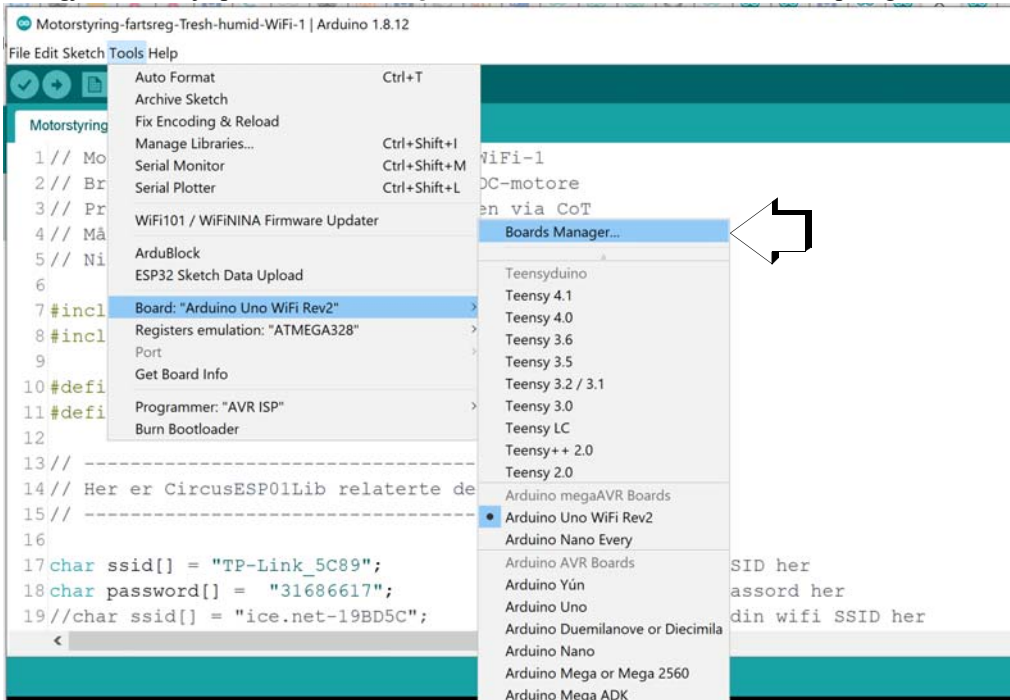 Motorstyring-fartsreg-Tresh-humid-WiFi-1 | Arduino 1.8.12
File Edit Sketch Tools Help
Motorstyring
Auto Format Ctrl+T
Archive Sketch
Fix Encoding & Reload
Manage Libraries... Ctrl+Shift+I
Serial Monitor Ctrl+Shift+M
Serial Plotter Ctrl+Shift+L
WiFi101 / WiFiNINA Firmware Updater
ArduBlock
ESP32 Sketch Data Upload
Board: "Arduino Uno WiFi Rev2"
Registers emulation: "ATMEGA328"
Port
Get Board Info
Programmer: "AVR ISP"
Burn Bootloader
Boards Manager...
Teensyduino
Teensy 4.1
Teensy 4.0
Teensy 3.6
Teensy 3.5
Teensy 3.2 / 3.1
Teensy 3.0
Teensy LC
Teensy++ 2.0
Teensy 2.0
Arduino megaAVR Boards
Arduino Uno WiFi Rev2
Arduino Nano Every
Arduino AVR Boards
Arduino Yún
Arduino Uno
Arduino Duemilanove or Diecimila
Arduino Nano
Arduino Mega or Mega 2560
Arduino Mega ADK
1 // Mo WiFi-1
2 // Br DC-motore
3 // Pr en via CoT
4 // Må
5 // Ni
6
7 #incl
8 #incl
9
10 #defi
11 #defi
12
13 // -----------------------------------
14 // Her er CircusESP01Lib relaterte de
15 // -----------------------------------
16
17 char ssid[] = "TP-Link_5C89"; SSID her
18 char password[] = "31686617"; assord her
19 //char ssid[] = "ice.net-19BD5C"; din wifi SSID her